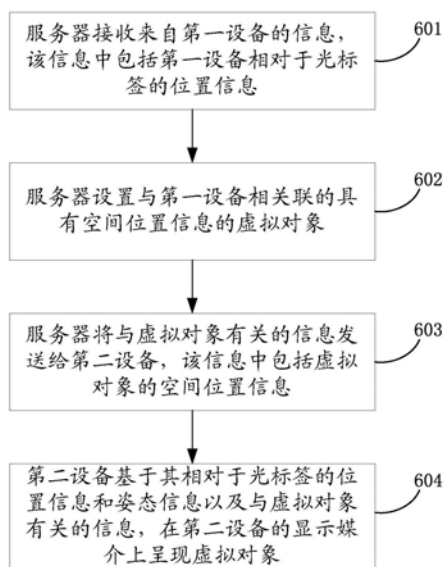 服务器接收来自第一设备的信息，
该信息中包括第一设备相对于光标
签的位置信息
601
服务器设置与第一设备相关联的具
有空间位置信息的虚拟对象
602
服务器将与虚拟对象有关的信息发
送给第二设备，该信息中包括虚拟
对象的空间位置信息
603
第二设备基于其相对于光标签的位
置信息和姿态信息以及与虚拟对象
有关的信息，在第二设备的显示媒
介上呈现虚拟对象
604